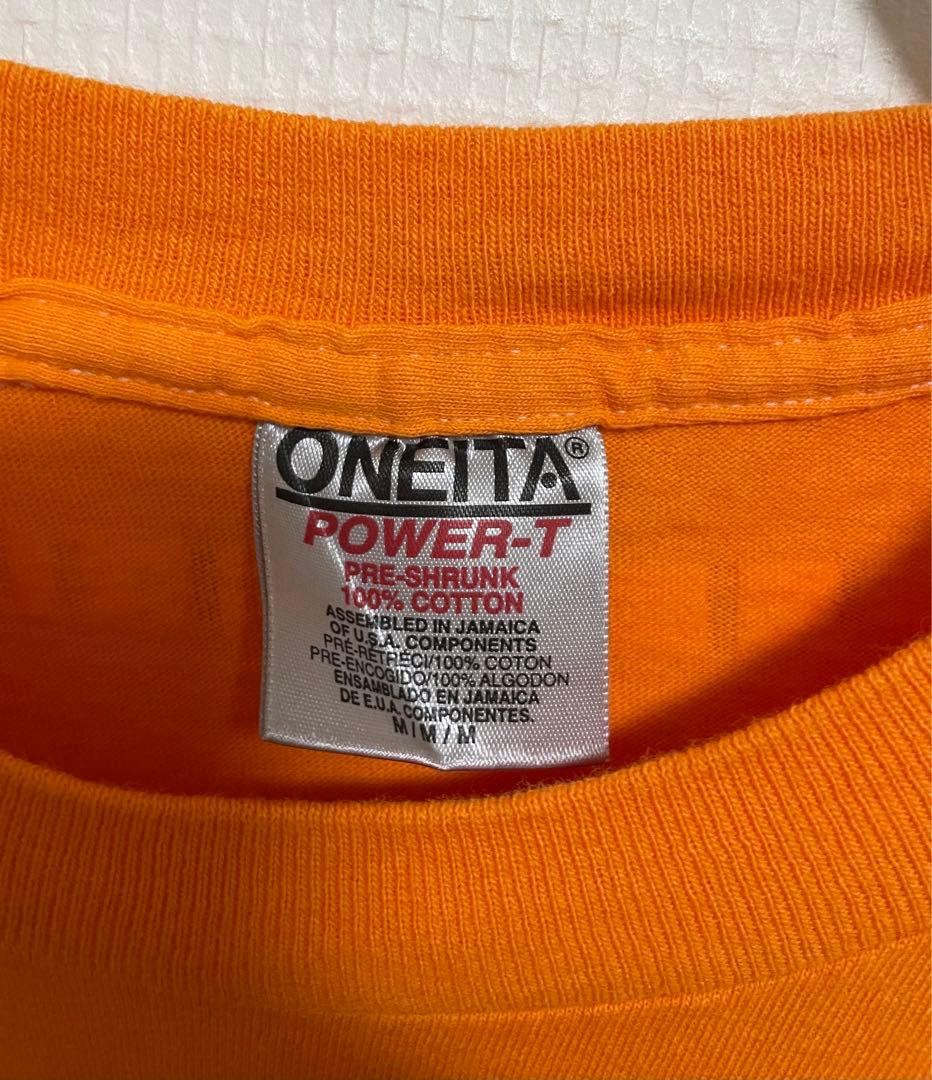 ONEITA®
POWER-T
PRE-SHRUNK
100% COTTON
ASSEMBLED IN JAMAICA
OF U.S.A. COMPONENTS
PRÉ-RÉTRÉCI/100% COTON
PRE-ENCOGIDO/100% ALGODON
ENSAMBLADO EN JAMAICA
DE E.U.A. COMPONENTES.
M/M/M